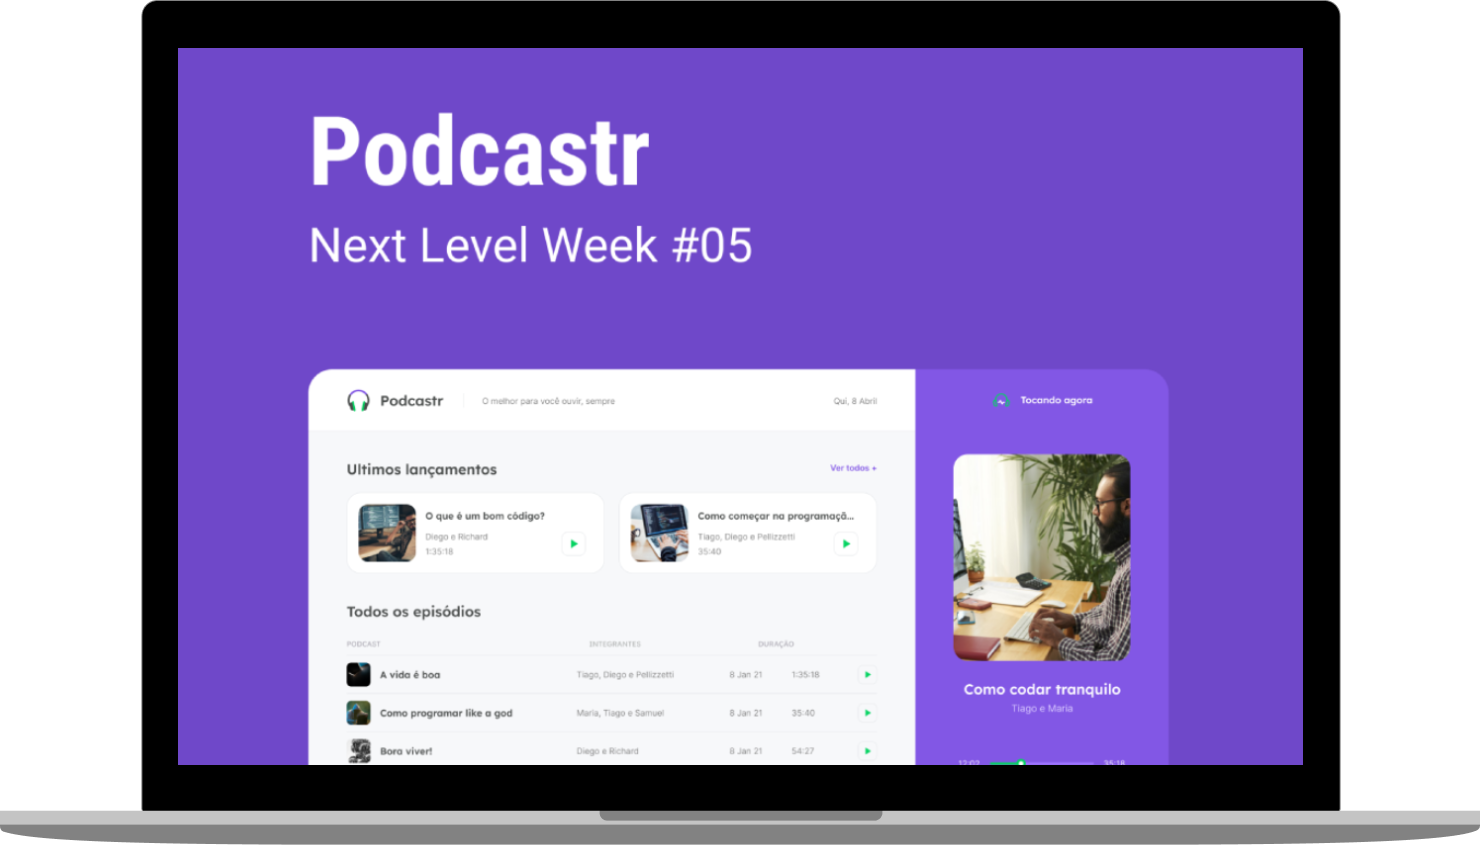 Podcastr
Next Level Week #05
Podcastr
O melhor para você ouvir, sempre
Qui, 8 Abril
Tocando agora
Ultimos lançamentos
Ver todos +
O que é um bom código?
Diego e Richard
1:35:18
Como começar na programaçã...
Tiago, Diego e Pellizzetti
35:40
Todos os episódios
PODCAST INTEGRANTES DURAÇÃO
A vida é boa Tiago, Diego e Pellizzetti 8 Jan 21 1:35:18
Como programar like a god Maria, Tiago e Samuel 8 Jan 21 35:40
Bora viver! Diego e Richard 8 Jan 21 54:27
Como codar tranquilo
Tiago e Maria